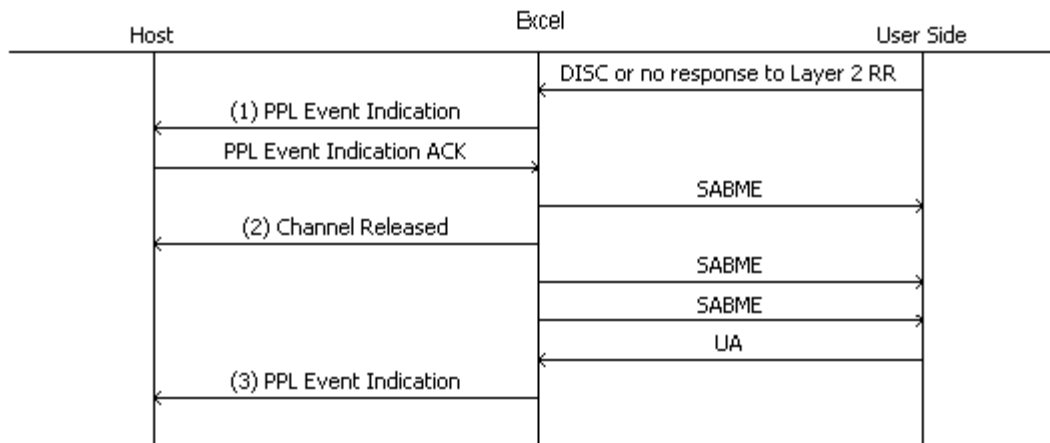 Host
Excel
User Side
DISC or no response to Layer 2 RR
(1) PPL Event Indication
PPL Event Indication ACK
SABME
(2) Channel Released
SABME
SABME
UA
(3) PPL Event Indication